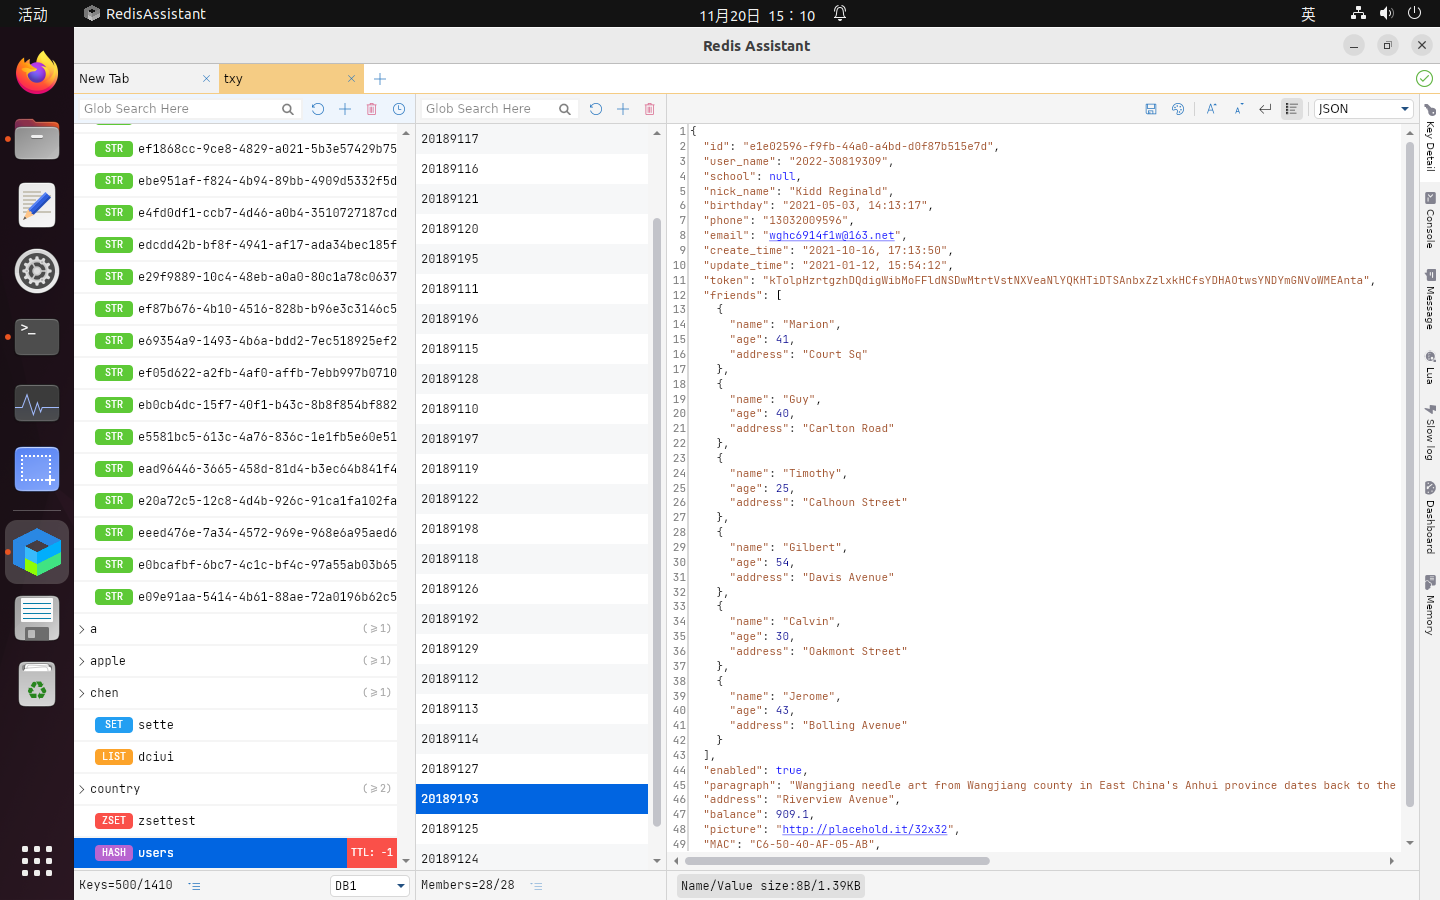 活动
RedisAssistant
11月20日 15：10
英
Redis Assistant
New Tab
txy
Glob Search Here
Glob Search Here
JSON
STR ef1868cc-9ce8-4829-a021-5b3e57429b75
STR ebe951af-f824-4b94-89bb-4909d5332f5d
STR e4fd0df1-ccb7-4d46-a0b4-3510727187cd
STR edcdd42b-bf8f-4941-af17-ada34bec185f
STR e29f9889-10c4-48eb-a0a0-80c1a78c0637
STR ef87b676-4b10-4516-828b-b96e3c3146c5
STR e69354a9-1493-4b6a-bdd2-7ec518925ef2
STR ef05d622-a2fb-4af0-affb-7ebb997b0710
STR eb0cb4dc-15f7-40f1-b43c-8b8f854bf882
STR e5581bc5-613c-4a76-836c-1e1fb5e60e51
STR ead96446-3665-458d-81d4-b3ec64b841f4
STR e20a72c5-12c8-4d4b-926c-91ca1fa102fa
STR eeed476e-7a34-4572-969e-968e6a95aed6
STR e0bcafbf-6bc7-4c1c-bf4c-97a55ab03b65
STR e09e91aa-5414-4b61-88ae-72a0196b62c5
a (⩾1)
apple (⩾1)
chen (⩾1)
SET sette
LIST dciui
country (⩾2)
ZSET zsettest
HASH users TTL: -1
Keys=500/1410
DB1
20189117
20189116
20189121
20189120
20189195
20189111
20189196
20189115
20189128
20189110
20189197
20189119
20189122
20189198
20189118
20189126
20189192
20189129
20189112
20189113
20189114
20189127
20189193
20189125
20189124
Members=28/28
1 {
2 "id": "e1e02596-f9fb-44a0-a4bd-d0f87b515e7d",
3 "user_name": "2022-30819309",
4 "school": null,
5 "nick_name": "Kidd Reginald",
6 "birthday": "2021-05-03, 14:13:17",
7 "phone": "13032009596",
8 "email": "wghc6914f1w@163.net",
9 "create_time": "2021-10-16, 17:13:50",
10 "update_time": "2021-01-12, 15:54:12",
11 "token": "kTolpHzrtgzhDQdigWibMoFFldNSDwMtrtVstNXVeaNlYQKHTiDTSAnbxZzlxkHCfsYDHAOtwsYNDYmGNVoWMEAnta",
12 "friends": [
13 {
14 "name": "Marion",
15 "age": 41,
16 "address": "Court Sq"
17 },
18 {
19 "name": "Guy",
20 "age": 40,
21 "address": "Carlton Road"
22 },
23 {
24 "name": "Timothy",
25 "age": 25,
26 "address": "Calhoun Street"
27 },
28 {
29 "name": "Gilbert",
30 "age": 54,
31 "address": "Davis Avenue"
32 },
33 {
34 "name": "Calvin",
35 "age": 30,
36 "address": "Oakmont Street"
37 },
38 {
39 "name": "Jerome",
40 "age": 43,
41 "address": "Bolling Avenue"
42 }
43 ],
44 "enabled": true,
45 "paragraph": "Wangjiang needle art from Wangjiang county in East China's Anhui province dates back to the
46 "address": "Riverview Avenue",
47 "balance": 909.1,
48 "picture": "http://placehold.it/32x32",
49 "MAC": "C6-50-40-AF-05-AB",
Name/Value size:8B/1.39KB
Key Detail
Console
Message
Lua
Slow log
Dashboard
Memory